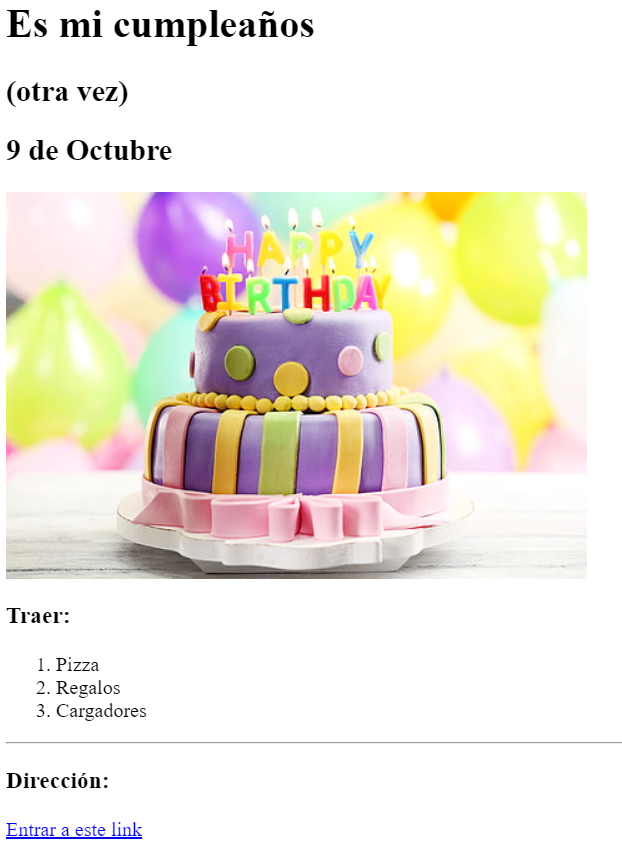 Es mi cumpleaños
(otra vez)
9 de Octubre
HAPPY
BIRTHDAY
Traer:
1. Pizza
2. Regalos
3. Cargadores
Dirección:
Entrar a este link